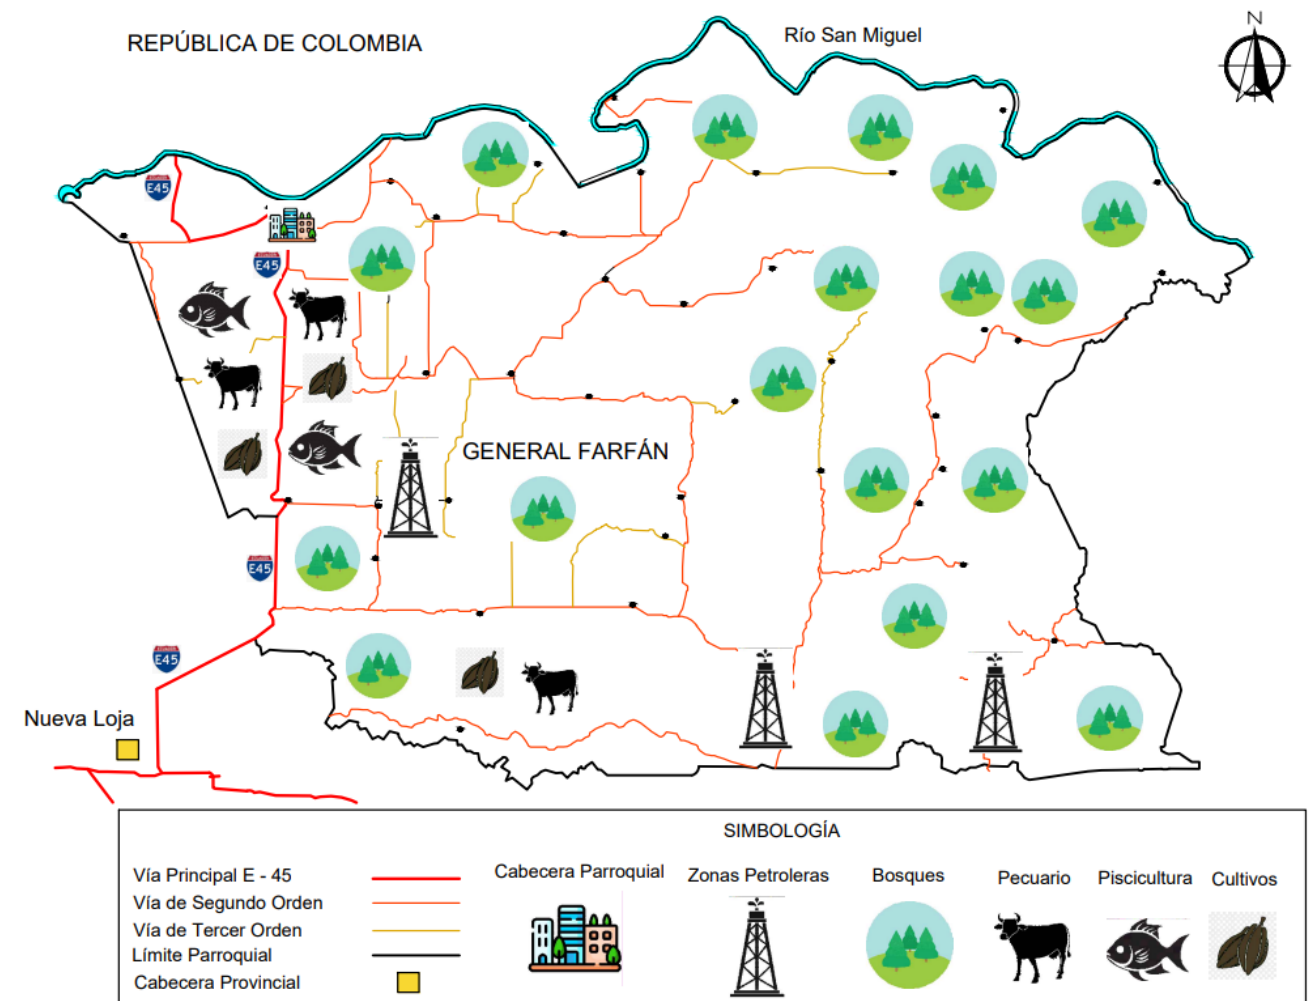 REPÚBLICA DE COLOMBIA
Río San Miguel
N
E45
E45
GENERAL FARFÁN
E45
E45
Nueva Loja
SIMBOLOGÍA
Vía Principal E - 45
Vía de Segundo Orden
Vía de Tercer Orden
Límite Parroquial
Cabecera Provincial
Cabecera Parroquial
Zonas Petroleras
Bosques
Pecuario
Piscicultura
Cultivos